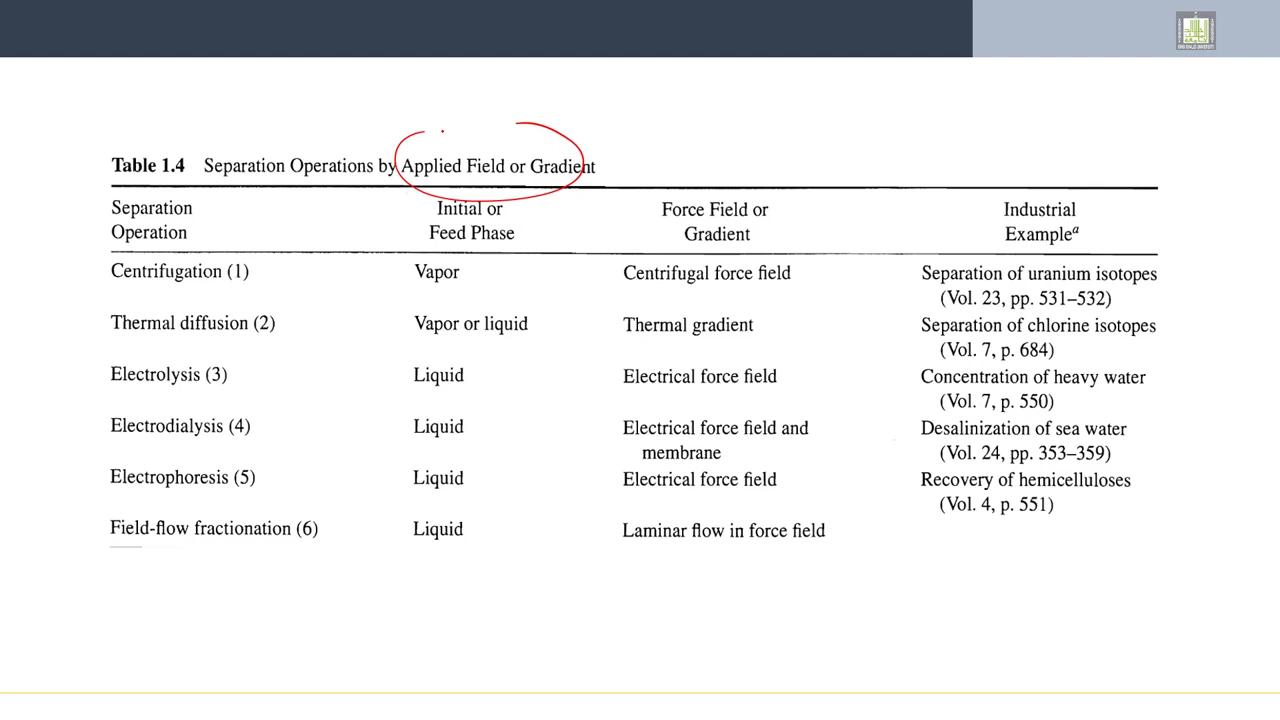 Table 1.4 Separation Operations by Applied Field or Gradient
Separation Operation Initial or Feed Phase Force Field or Gradient Industrial Exampleᵃ
Centrifugation (1) Vapor Centrifugal force field Separation of uranium isotopes
(Vol. 23, pp. 531–532)
Thermal diffusion (2) Vapor or liquid Thermal gradient Separation of chlorine isotopes
(Vol. 7, p. 684)
Electrolysis (3) Liquid Electrical force field Concentration of heavy water
(Vol. 7, p. 550)
Electrodialysis (4) Liquid Electrical force field and Desalinization of sea water
membrane (Vol. 24, pp. 353–359)
Electrophoresis (5) Liquid Electrical force field Recovery of hemicelluloses
(Vol. 4, p. 551)
Field-flow fractionation (6) Liquid Laminar flow in force field